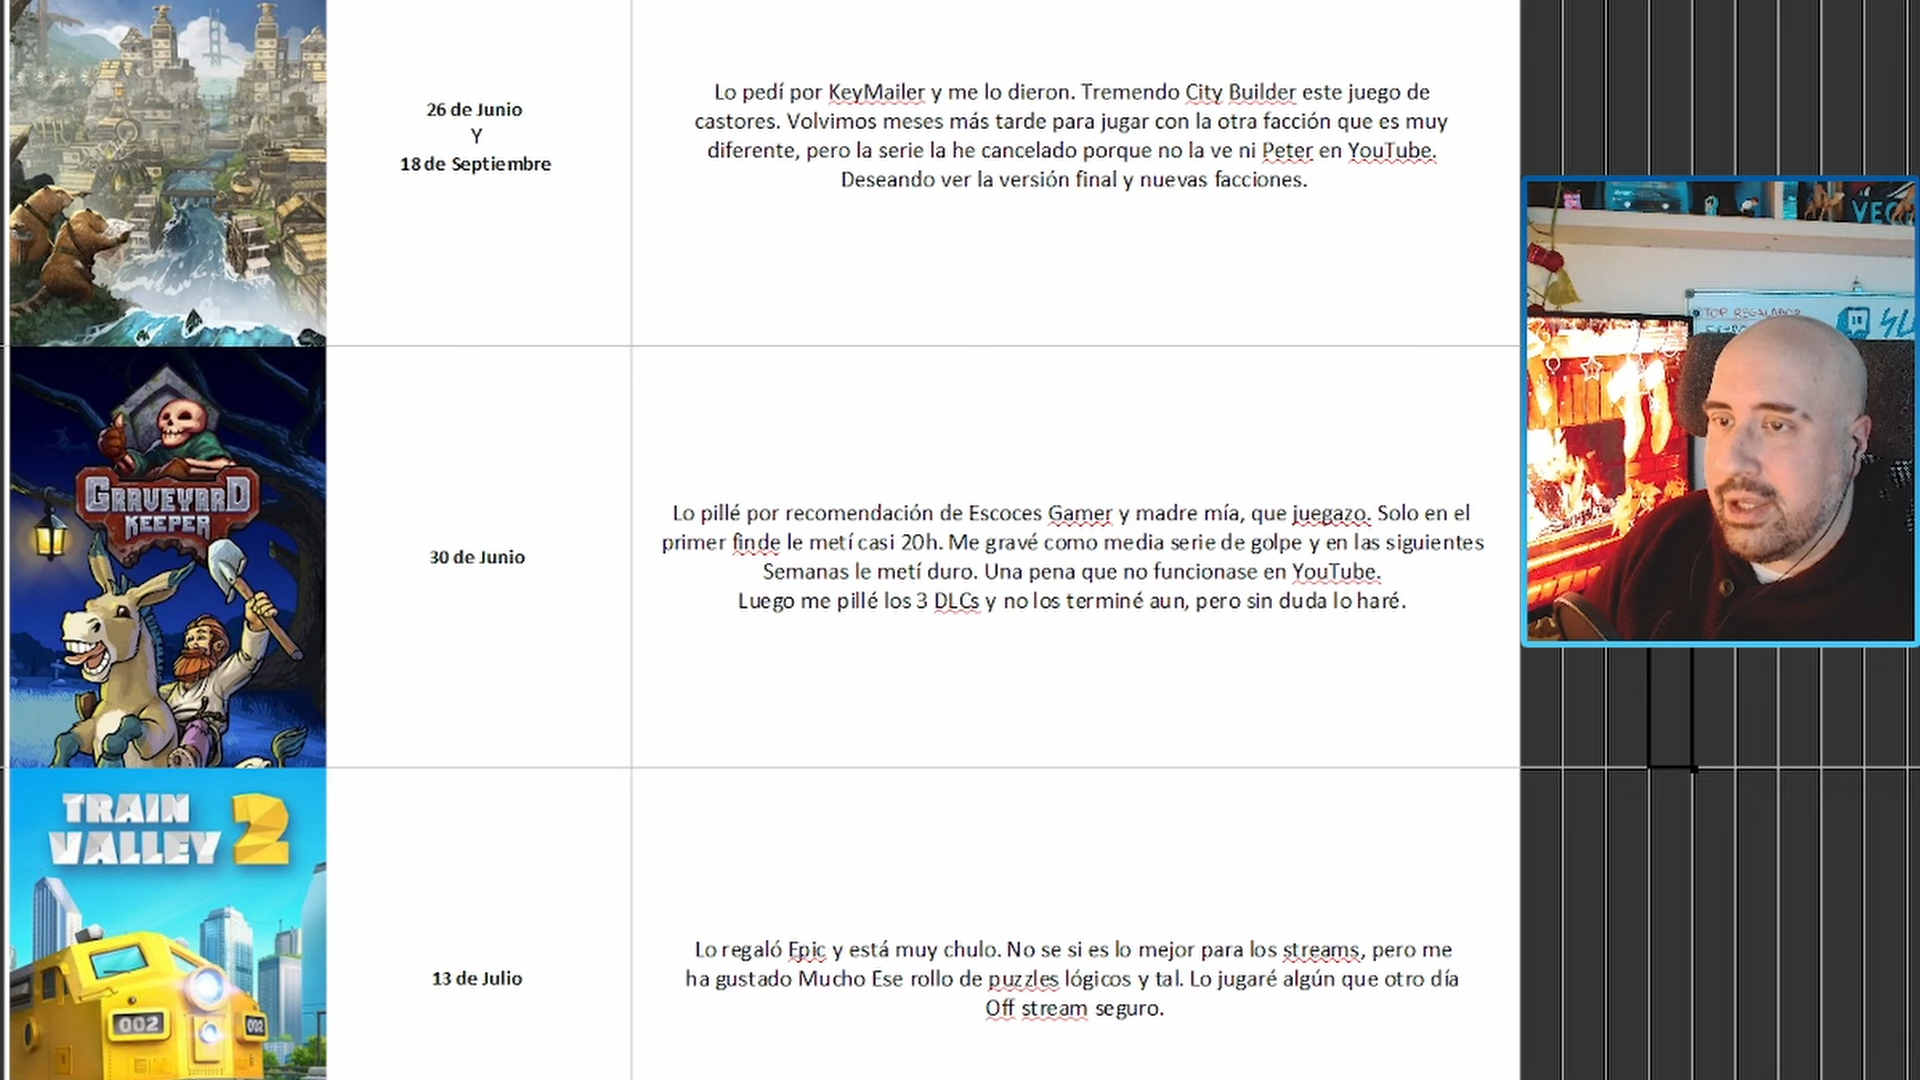 26 de Junio
Y
18 de Septiembre
Lo pedí por KeyMailer y me lo dieron. Tremendo City Builder este juego de
castores. Volvimos meses más tarde para jugar con la otra facción que es muy
diferente, pero la serie la he cancelado porque no la ve ni Peter en YouTube.
Deseando ver la versión final y nuevas facciones.
VEG
TOP REGALADOR
GRAVEYARD
KEEPER
30 de Junio
Lo pillé por recomendación de Escoces Gamer y madre mía, que juegazo. Solo en el
primer finde le metí casi 20h. Me gravé como media serie de golpe y en las siguientes
Semanas le metí duro. Una pena que no funcionase en YouTube.
Luego me pillé los 3 DLCs y no los terminé aun, pero sin duda lo haré.
TRAIN
VALLEY 2
002
002
13 de Julio
Lo regaló Epic y está muy chulo. No se si es lo mejor para los streams, pero me
ha gustado Mucho Ese rollo de puzzles lógicos y tal. Lo jugaré algún que otro día
Off stream seguro.